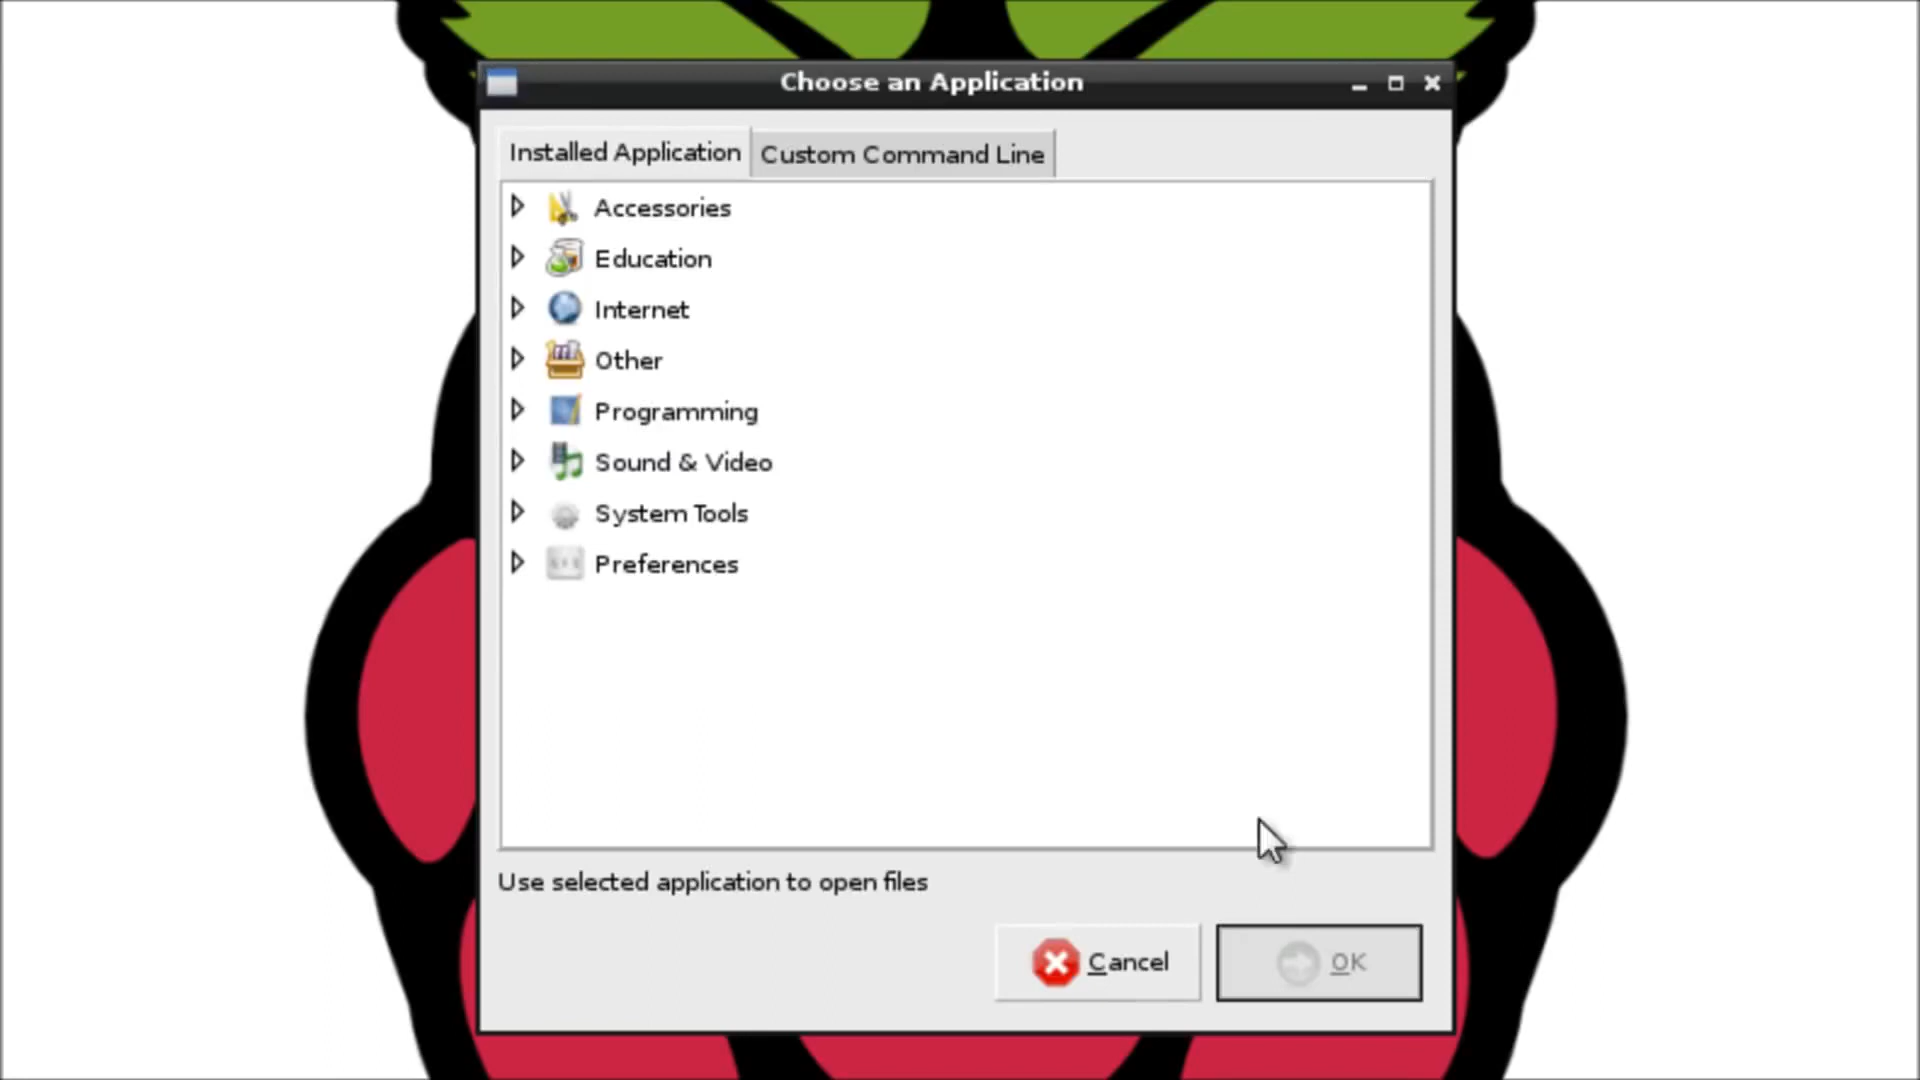 Choose an Application
Installed Application
Custom Command Line
Accessories
Education
Internet
Other
Programming
Sound & Video
System Tools
Preferences
Use selected application to open files
Cancel
OK